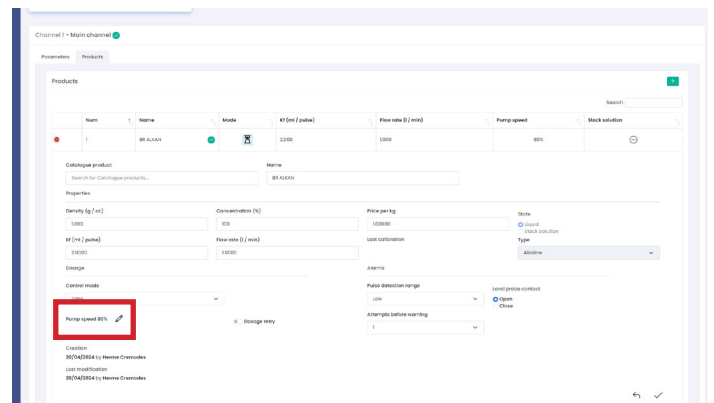 Channel 1 - Main channel
Parameters Products
Products
+
Search
Num Name Mode Kf (ml / pulse) Flow rate (l / min) Pump speed Stock solution
1 BR ALKAN 2,000 1,000 80%
Catalogue product Name
Search for Catalogue products... BR ALKAN
Properties
Density (g / cc) Concentration (%) Price per kg State
1.000 100 1.00000 Liquid
Stock Solution
Kf (ml / pulse) Flow rate (l / min) Last calibration Type
2.0000 1.0000 Alkaline
Dosage Alarms
Control mode Pulse detection range Level probe contact
Low Open
Close
Pump speed 80% Dosage retry Attempts before warning
1
Creation
30/04/2024 by Herme Cremades
Last modification
30/04/2024 by Herme Cremades